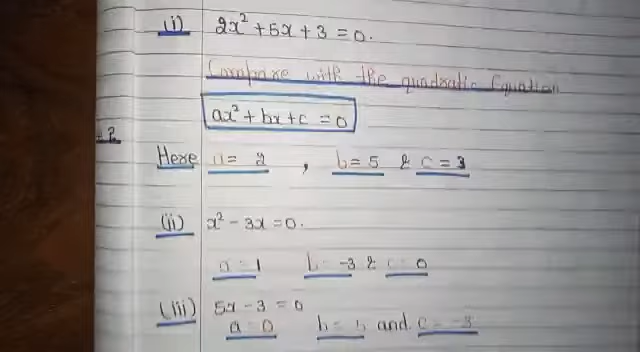 (i) 2x² + 5x + 3 = 0.
Compare with the quadratic Equation
ax² + bx + c = 0
2
Here a = 2 , b = 5 & c = 3
(ii) x² - 3x = 0.
a = 1 b = -3 & c = 0
(iii) 5x - 3 = 0
a = 0 b = 5 and c = -3